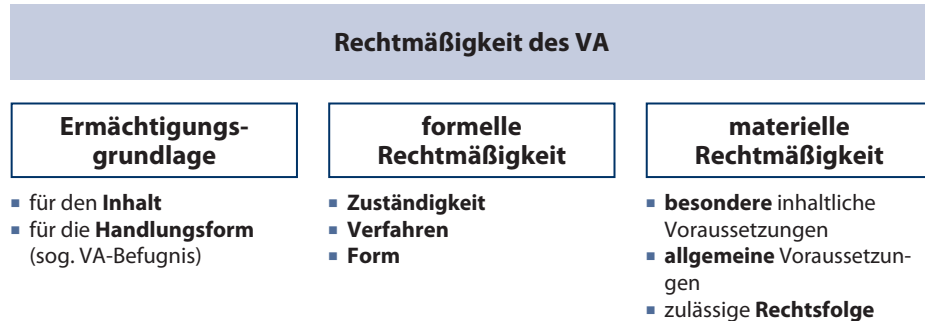 Rechtmäßigkeit des VA
Ermächtigungs-
grundlage
▪ für den Inhalt
▪ für die Handlungsform
(sog. VA-Befugnis)
formelle
Rechtmäßigkeit
▪ Zuständigkeit
▪ Verfahren
▪ Form
materielle
Rechtmäßigkeit
▪ besondere inhaltliche
Voraussetzungen
▪ allgemeine Voraussetzun-
gen
▪ zulässige Rechtsfolge